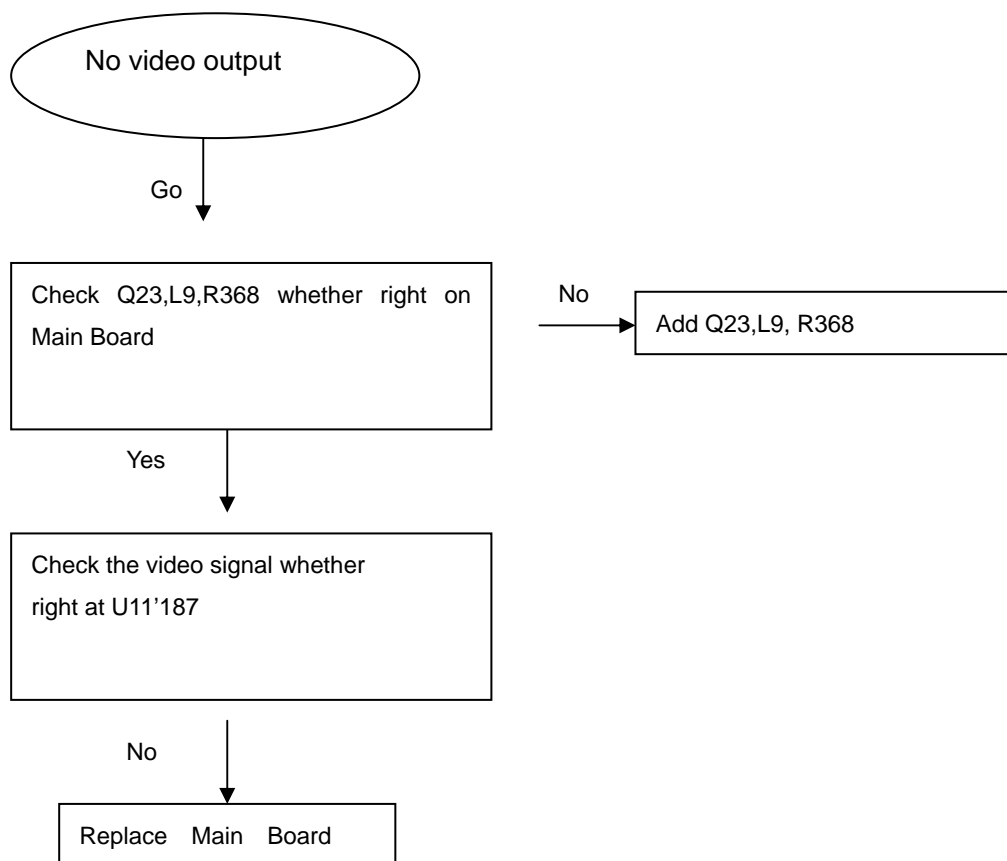 No video output
Go
Check Q23,L9,R368 whether right on
Main Board
No
Add Q23,L9, R368
Yes
Check the video signal whether
right at U11’187
No
Replace Main Board